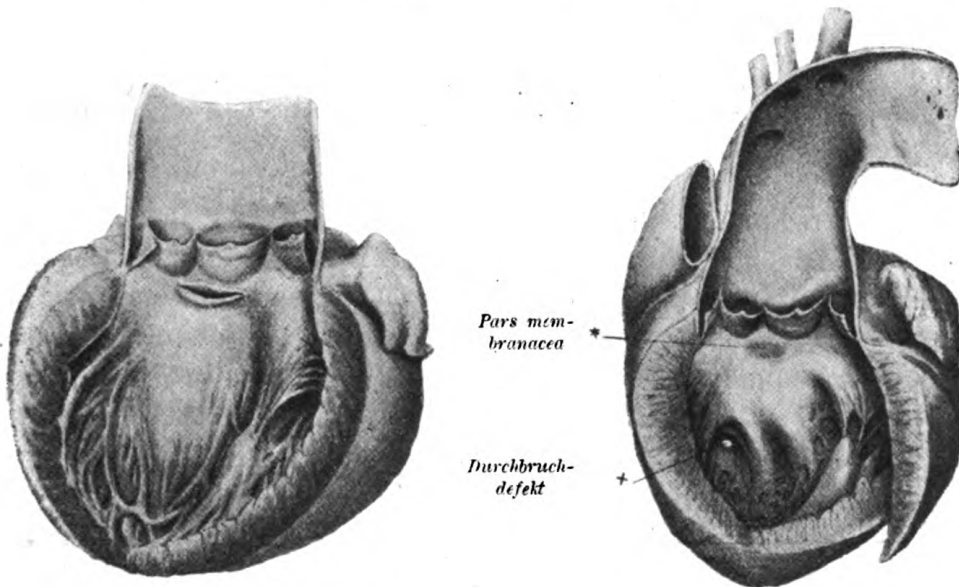 Pars mem-
branacea *
Durchbruch-
defekt +